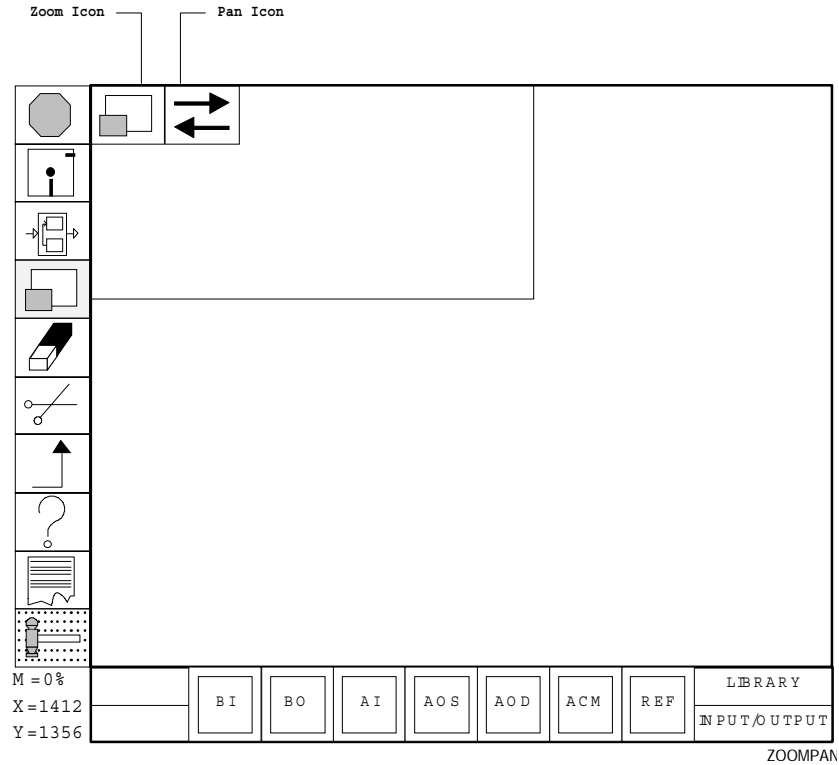 Zoom Icon
Pan Icon
M=0%
X=1412
Y=1356
BI
BO
AI
AOS
AOD
ACM
REF
LIBRARY
INPUT/OUTPUT
ZOOMPAN